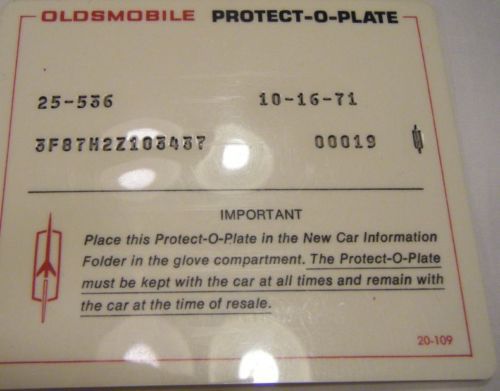 OLDSMOBILE PROTECT-O-PLATE
25-536 10-16-71
3F87H2Z103437 00019
IMPORTANT
Place this Protect-O-Plate in the New Car Information
Folder in the glove compartment. The Protect-O-Plate
must be kept with the car at all times and remain with
the car at the time of resale.
20-109